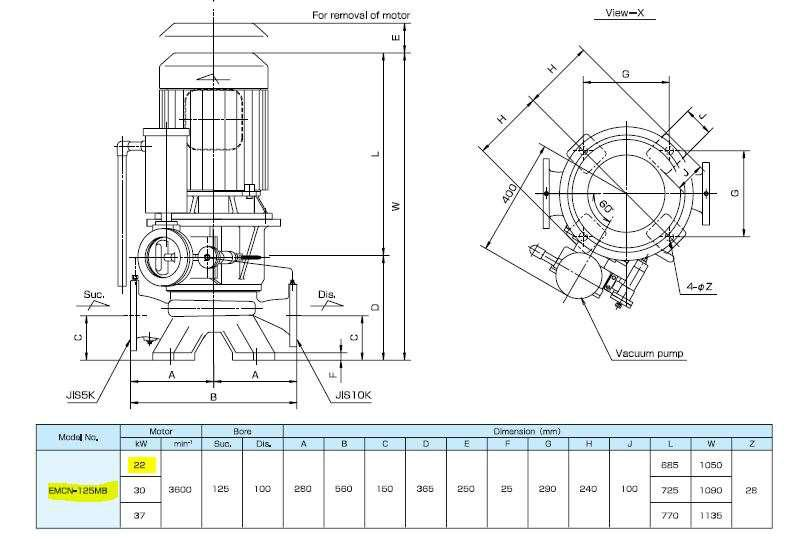 For removal of motor
View-X
E
L
W
D
C
C
F
Suc.
Dis.
A
A
B
JIS5K
JIS10K
H
H
G
J
J
G
400
60°
4-φZ
Vacuum pump
Model No. Motor Bore Dimension (mm)
kW min⁻¹ Suc. Dis. A B C D E F G H J L W Z
22 685 1050
EMCN-125MB 30 3600 125 100 280 560 150 365 250 25 290 240 100 725 1090 28
37 770 1135